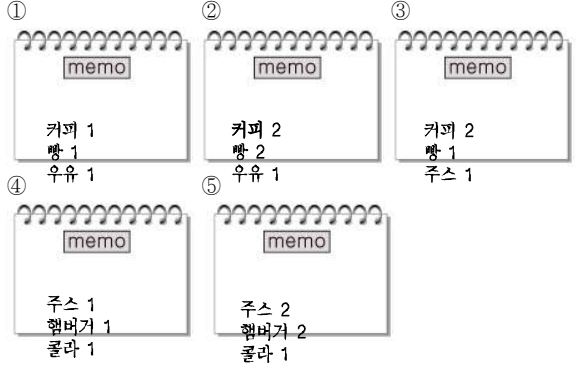 ①
memo
커피 1
빵 1
우유 1
②
memo
커피 2
빵 2
우유 1
③
memo
커피 2
빵 1
주스 1
④
memo
주스 1
햄버거 1
콜라 1
⑤
memo
주스 2
햄버거 2
콜라 1